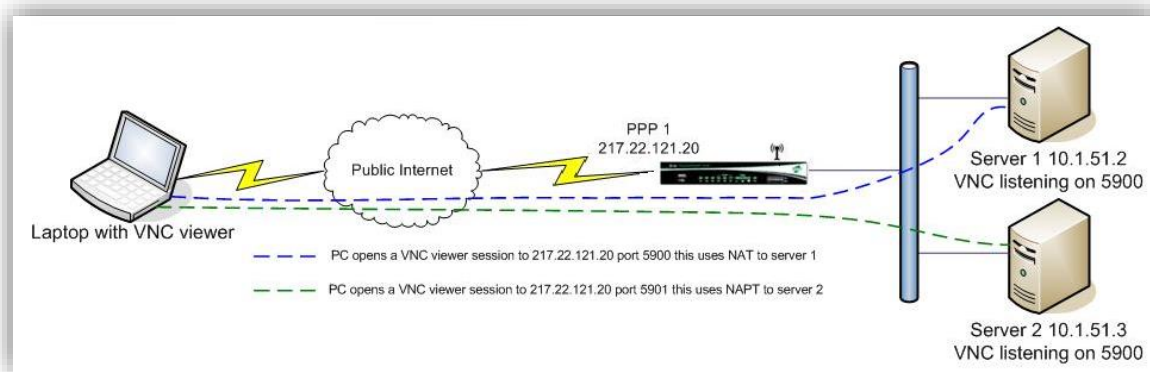 PPP 1
217.22.121.20
Public Internet
Laptop with VNC viewer
Server 1 10.1.51.2
VNC listening on 5900
PC opens a VNC viewer session to 217.22.121.20 port 5900 this uses NAT to server 1
PC opens a VNC viewer session to 217.22.121.20 port 5901 this uses NAPT to server 2
Server 2 10.1.51.3
VNC listening on 5900